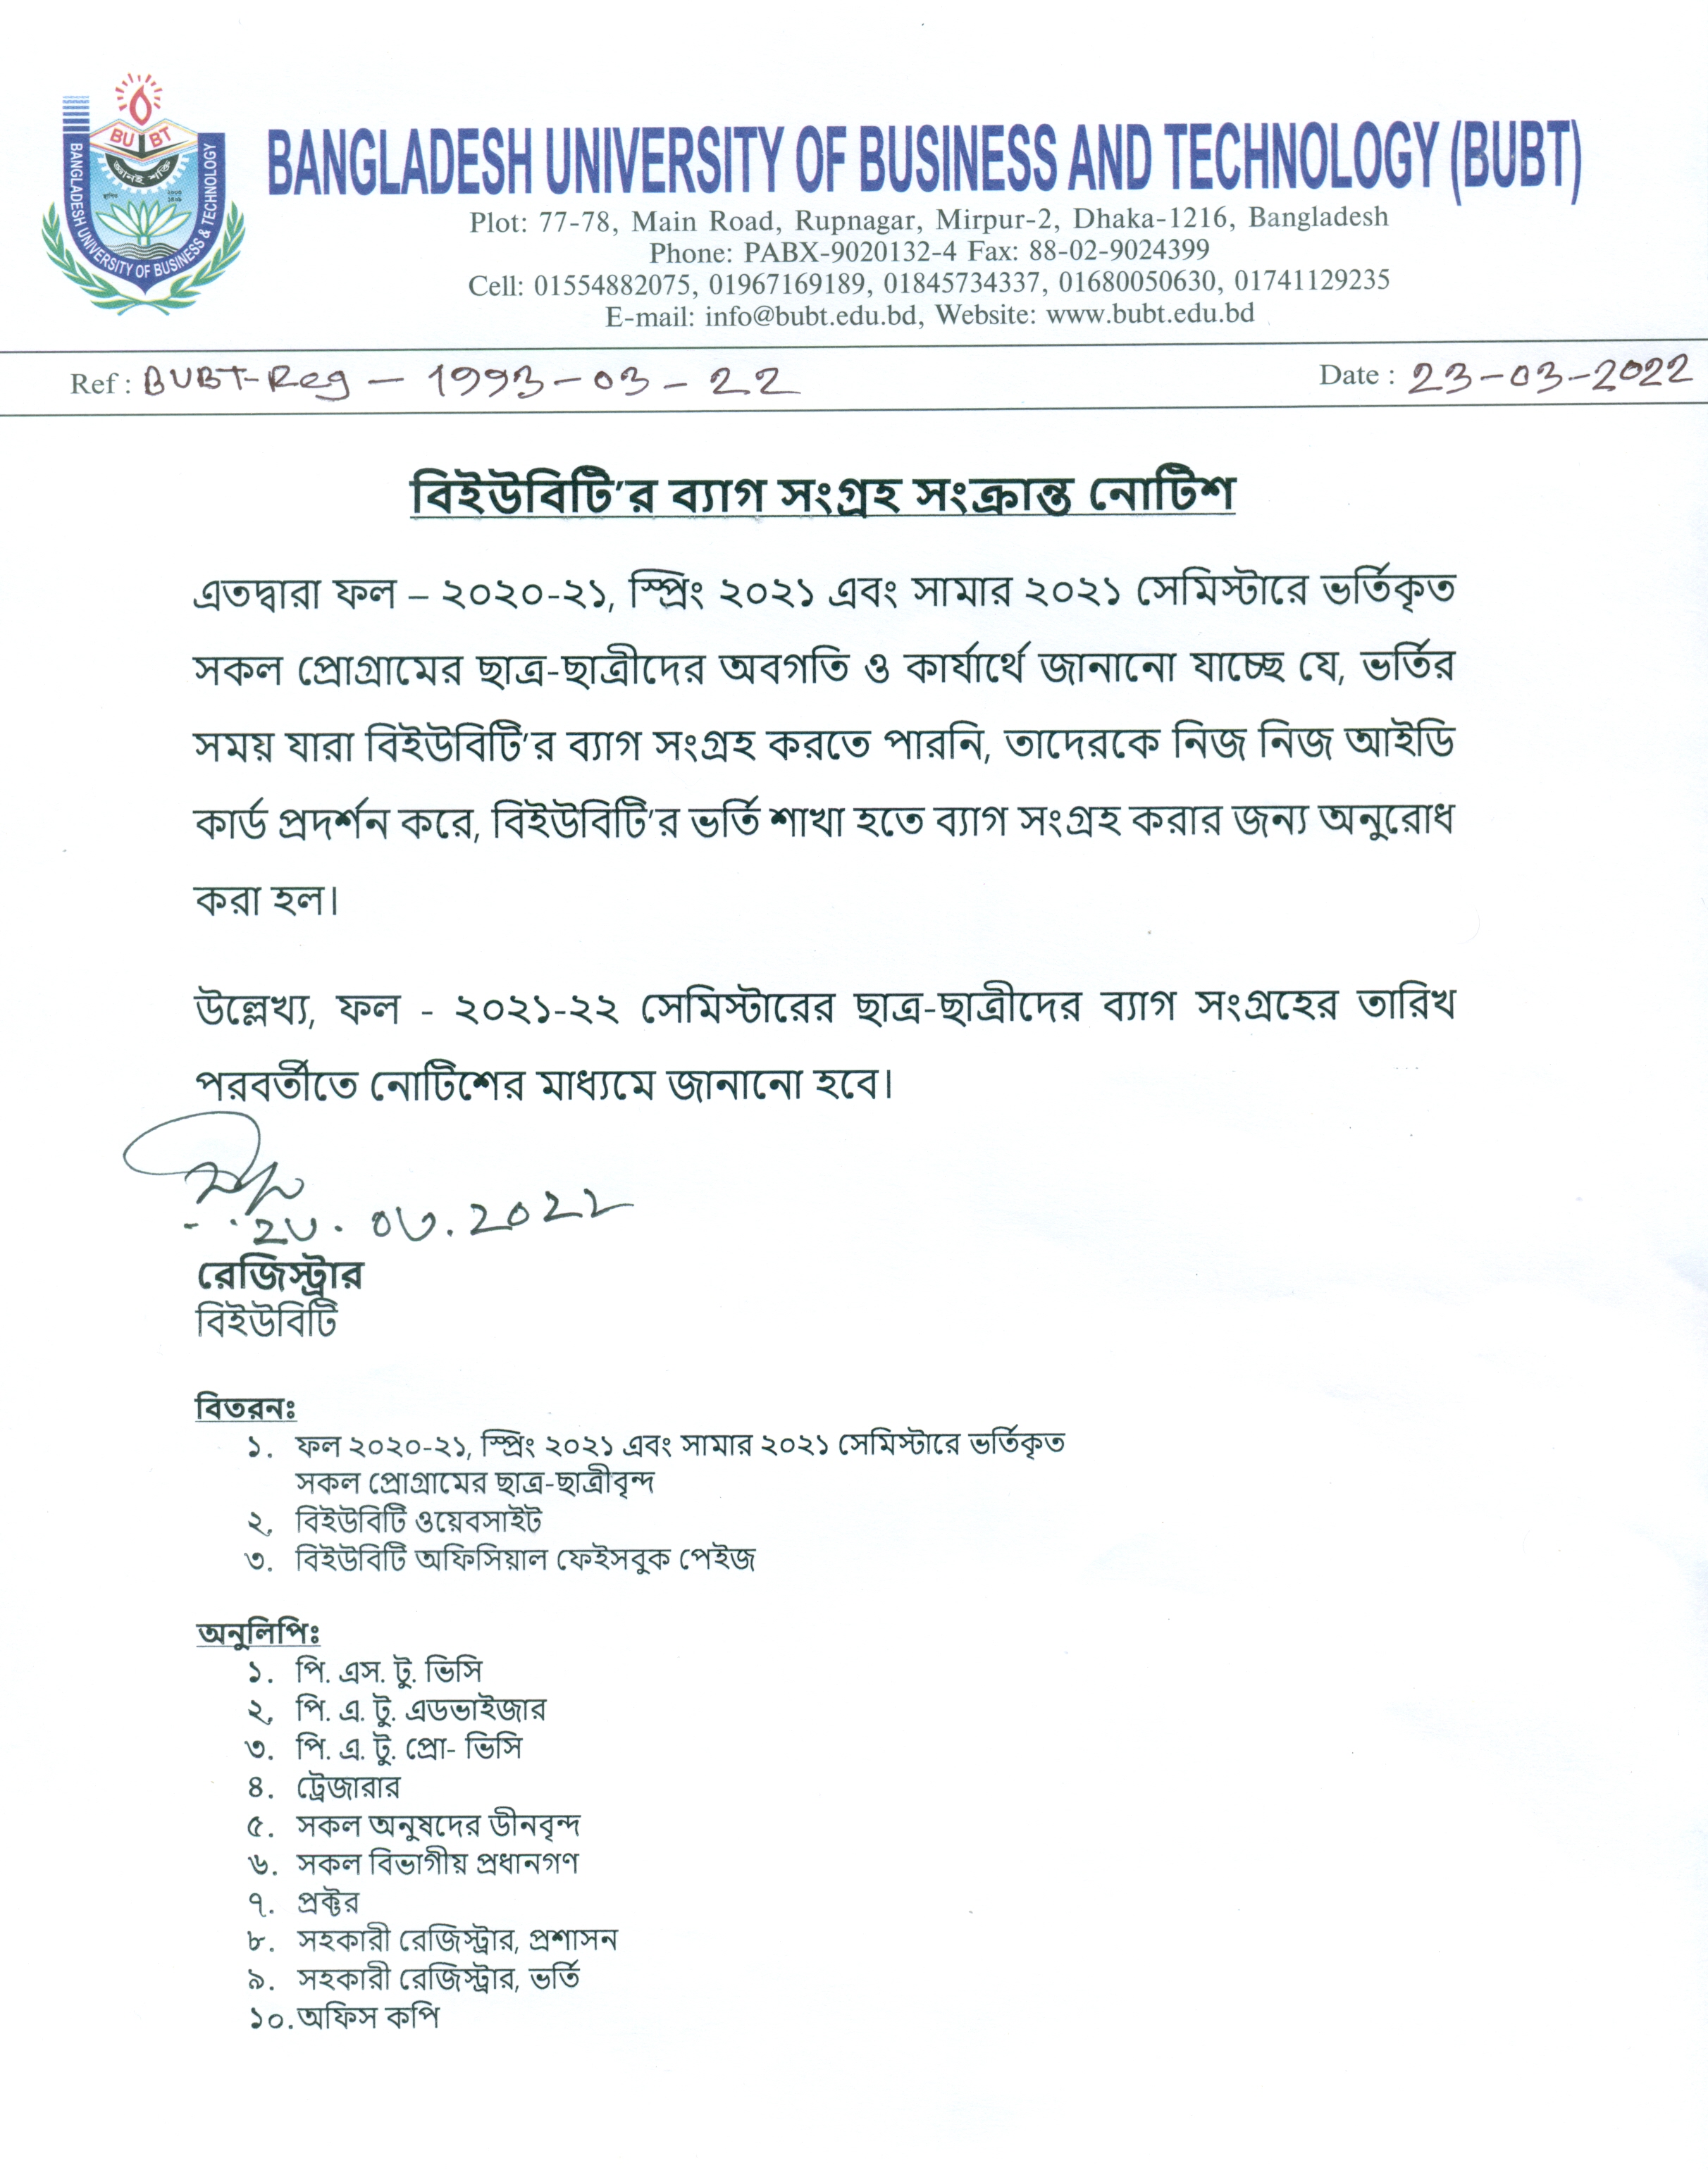 BANGLADESH UNIVERSITY OF BUSINESS AND TECHNOLOGY (BUBT)
BU BT
জ্ঞানই শক্তি
স্থাপিত ২০০৩
BANGLADESH UNIVERSITY OF BUSINESS & TECHNOLOGY
Plot: 77-78, Main Road, Rupnagar, Mirpur-2, Dhaka-1216, Bangladesh
Phone: PABX-9020132-4 Fax: 88-02-9024399
Cell: 01554882075, 01967169189, 01845734337, 01680050630, 01741129235
E-mail: info@bubt.edu.bd, Website: www.bubt.edu.bd
Ref : BUBT-Reg – 1993-03-22 Date : 23-03-2022
বিইউবিটি’র ব্যাগ সংগ্রহ সংক্রান্ত নোটিশ
এতদ্বারা ফল – ২০২০-২১, স্প্রিং ২০২১ এবং সামার ২০২১ সেমিস্টারে ভর্তিকৃত
সকল প্রোগ্রামের ছাত্র-ছাত্রীদের অবগতি ও কার্যার্থে জানানো যাচ্ছে যে, ভর্তির
সময় যারা বিইউবিটি’র ব্যাগ সংগ্রহ করতে পারনি, তাদেরকে নিজ নিজ আইডি
কার্ড প্রদর্শন করে, বিইউবিটি’র ভর্তি শাখা হতে ব্যাগ সংগ্রহ করার জন্য অনুরোধ
করা হল।
উল্লেখ্য, ফল - ২০২১-২২ সেমিস্টারের ছাত্র-ছাত্রীদের ব্যাগ সংগ্রহের তারিখ
পরবর্তীতে নোটিশের মাধ্যমে জানানো হবে।
২৩.০৩.২০২২
রেজিস্ট্রার
বিইউবিটি
বিতরনঃ
১. ফল ২০২০-২১, স্প্রিং ২০২১ এবং সামার ২০২১ সেমিস্টারে ভর্তিকৃত
সকল প্রোগ্রামের ছাত্র-ছাত্রীবৃন্দ
২. বিইউবিটি ওয়েবসাইট
৩. বিইউবিটি অফিসিয়াল ফেইসবুক পেইজ
অনুলিপিঃ
১. পি. এস. টু. ভিসি
২. পি. এ. টু. এডভাইজার
৩. পি. এ. টু. প্রো- ভিসি
৪. ট্রেজারার
৫. সকল অনুষদের ডীনবৃন্দ
৬. সকল বিভাগীয় প্রধানগণ
৭. প্রক্টর
৮. সহকারী রেজিস্ট্রার, প্রশাসন
৯. সহকারী রেজিস্ট্রার, ভর্তি
১০. অফিস কপি